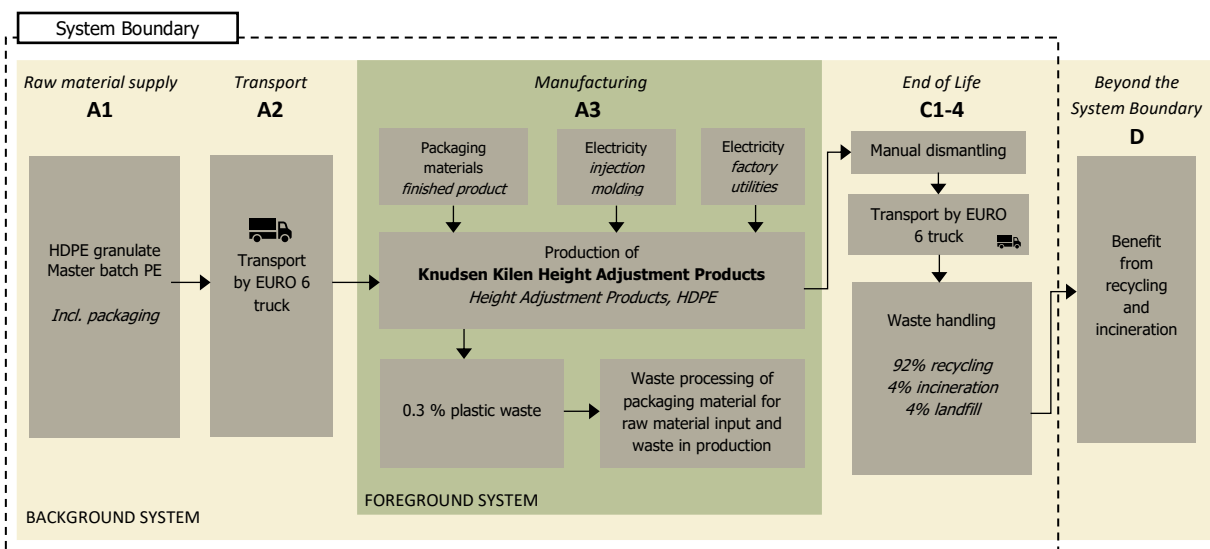 System Boundary
Raw material supply
A1
HDPE granulate
Master batch PE
Incl. packaging
Transport
A2
Transport
by EURO 6
truck
Manufacturing
A3
Packaging
materials
finished product
Electricity
injection
molding
Electricity
factory
utilities
Production of
Knudsen Kilen Height Adjustment Products
Height Adjustment Products, HDPE
0.3 % plastic waste
Waste processing of
packaging material for
raw material input and
waste in production
FOREGROUND SYSTEM
End of Life
C1-4
Manual dismantling
Transport by EURO
6 truck
Waste handling
92% recycling
4% incineration
4% landfill
Beyond the
System Boundary
D
Benefit
from
recycling
and
incineration
BACKGROUND SYSTEM